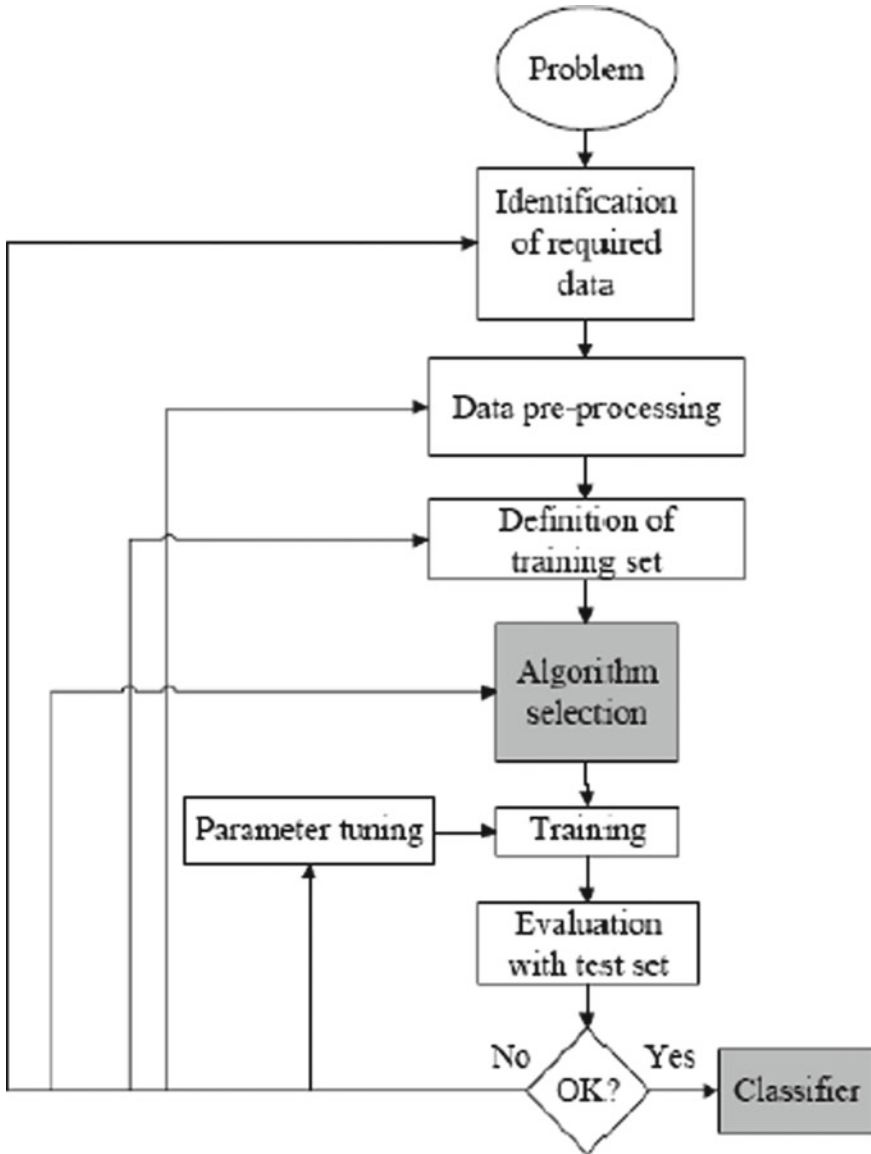 Problem
Identification
of required
data
Data pre-processing
Definition of
training set
Algorithm
selection
Parameter tuning
Training
Evaluation
with test set
No
OK?
Yes
Classifier